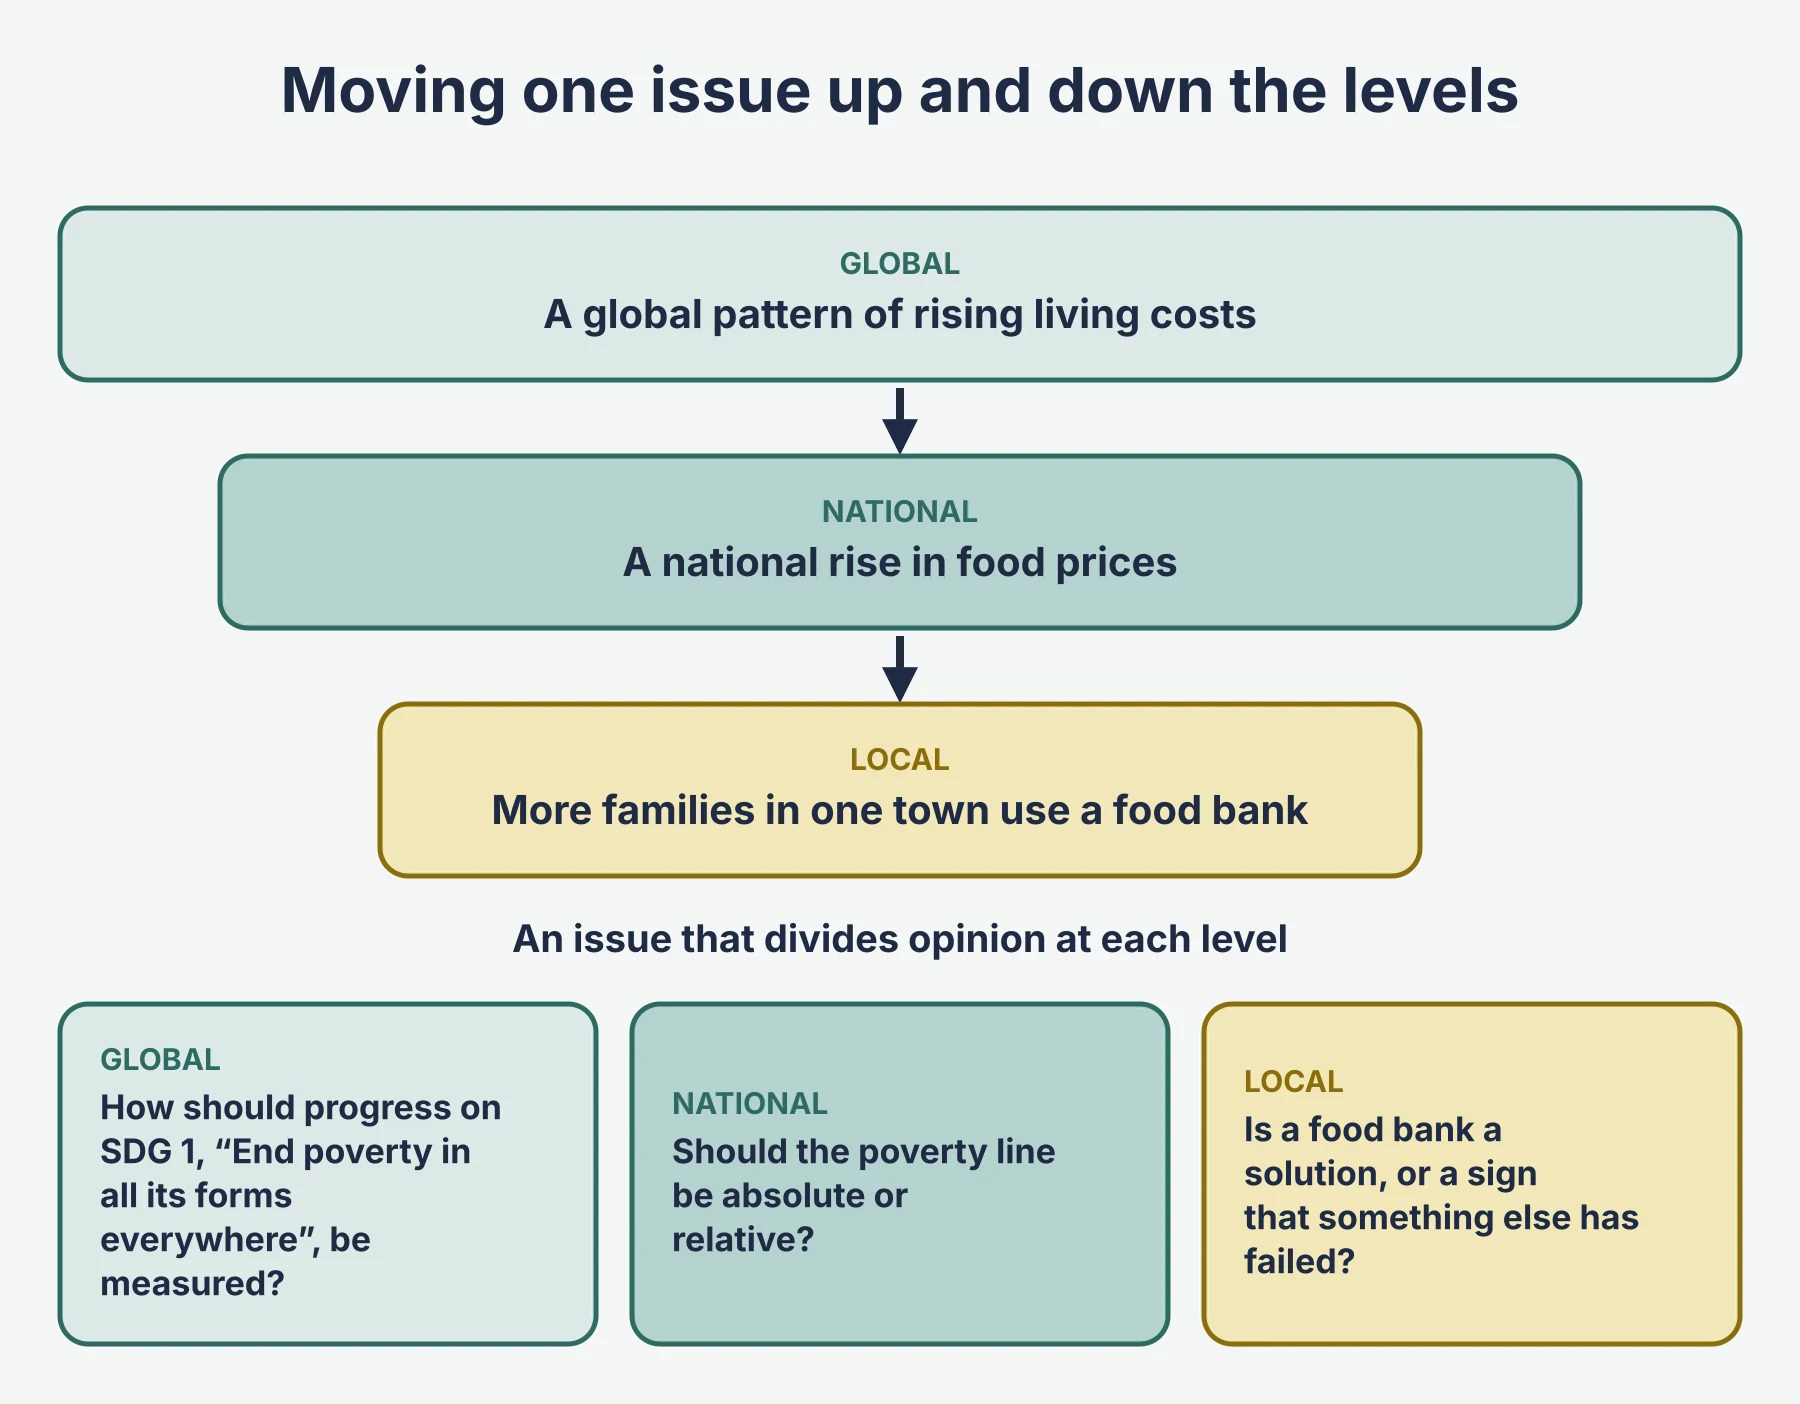 Moving one issue up and down the levels
GLOBAL
A global pattern of rising living costs
NATIONAL
A national rise in food prices
LOCAL
More families in one town use a food bank
An issue that divides opinion at each level
GLOBAL
How should progress on
SDG 1, “End poverty in
all its forms
everywhere”, be
measured?
NATIONAL
Should the poverty line
be absolute or
relative?
LOCAL
Is a food bank a
solution, or a sign
that something else has
failed?